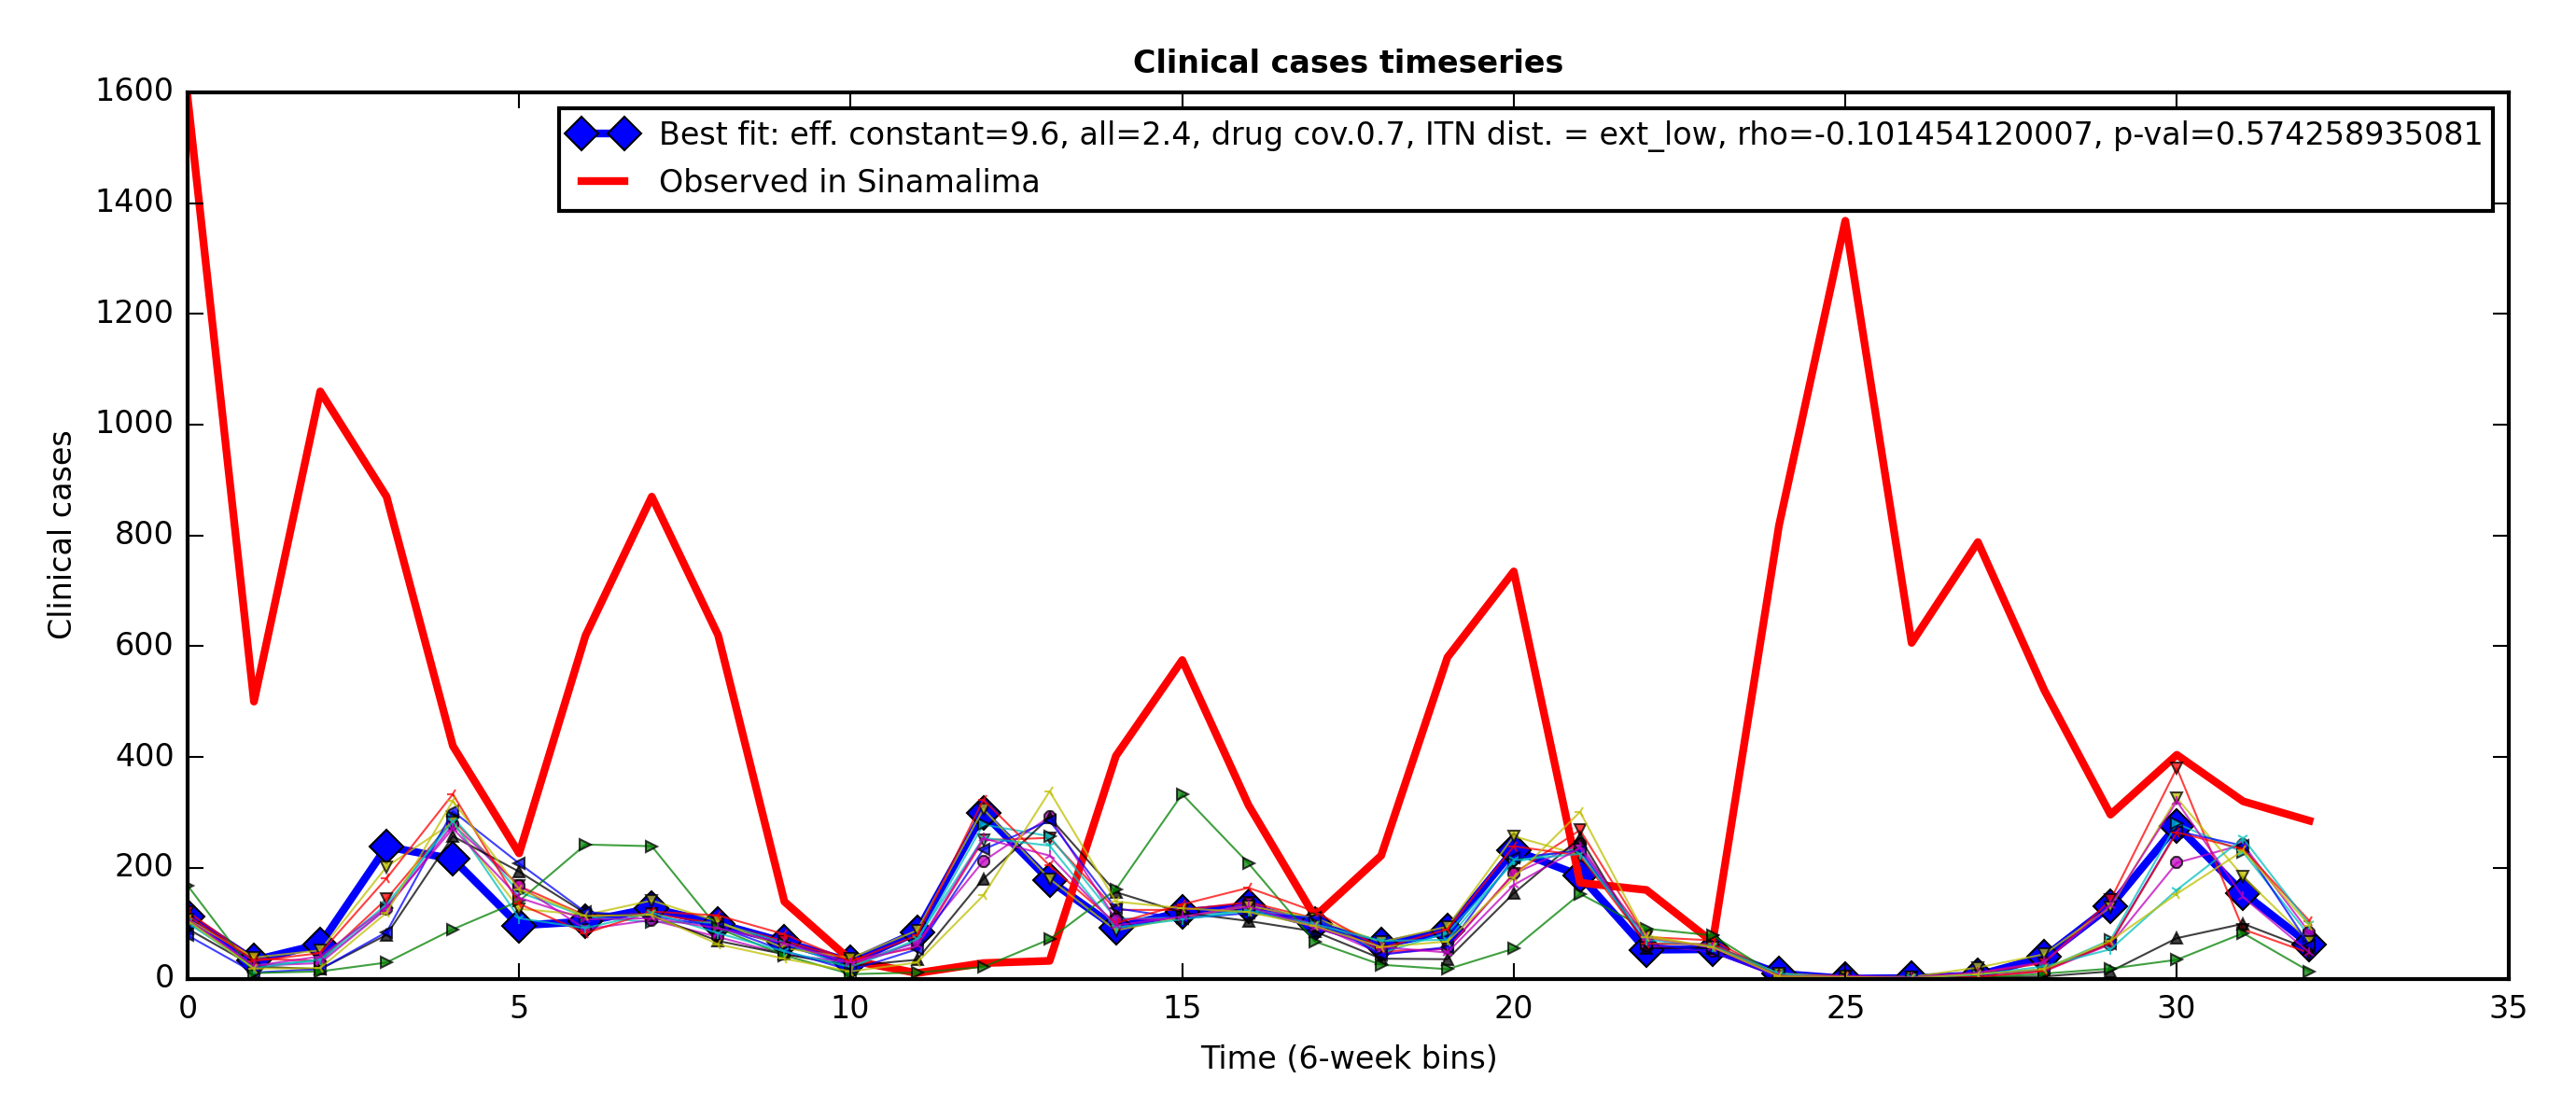 Clinical cases timeseries
Best fit: eff. constant=9.6, all=2.4, drug cov.0.7, ITN dist. = ext_low, rho=-0.101454120007, p-val=0.574258935081
Observed in Sinamalima
1600
1400
1200
1000
800
600
400
200
0
Clinical cases
0 5 10 15 20 25 30 35
Time (6-week bins)